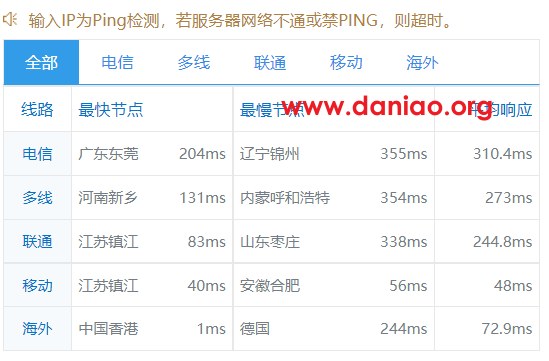 输入IP为Ping检测，若服务器网络不通或禁PING，则超时。
全部 电信 多线 联通 移动 海外
线路 最快节点 最慢节点 平均响应
www.daniao.org
电信 广东东莞 204ms 辽宁锦州 355ms 310.4ms
多线 河南新乡 131ms 内蒙呼和浩特 354ms 273ms
联通 江苏镇江 83ms 山东枣庄 338ms 244.8ms
移动 江苏镇江 40ms 安徽合肥 56ms 48ms
海外 中国香港 1ms 德国 244ms 72.9ms